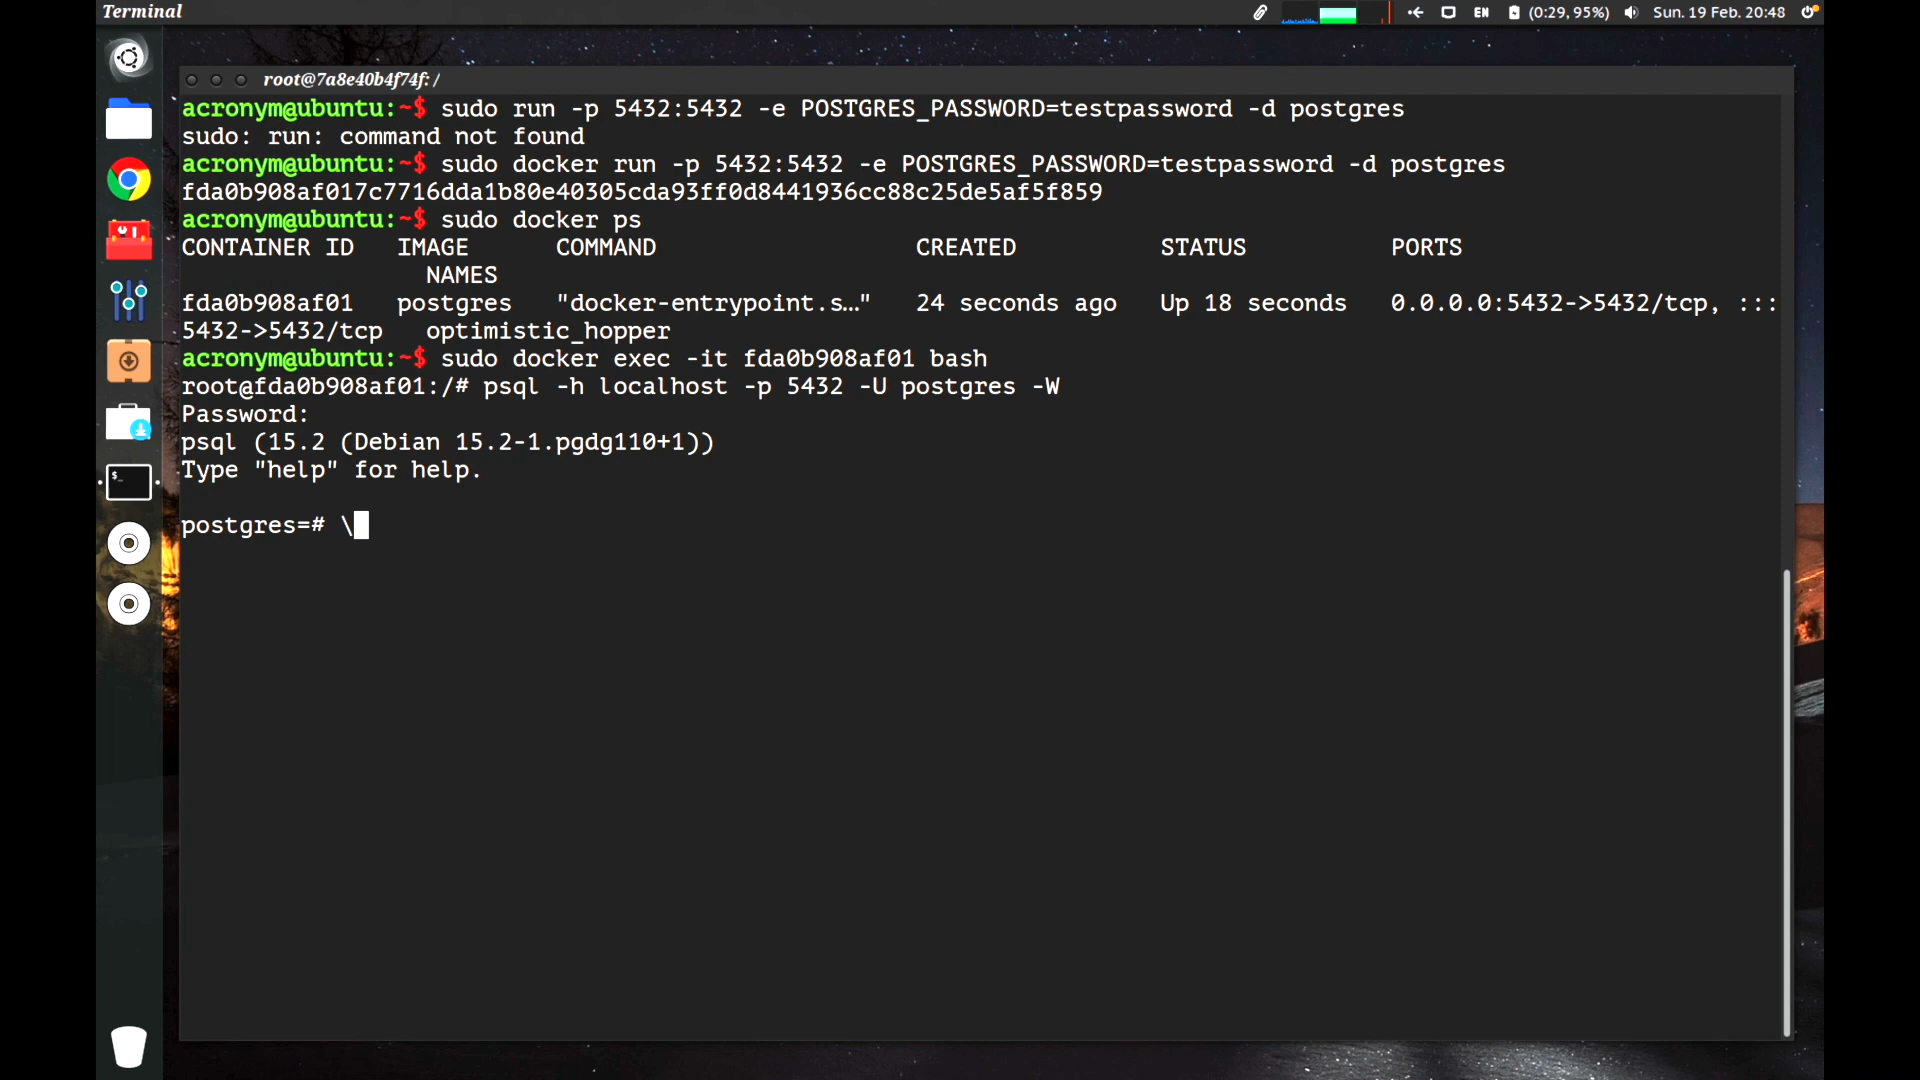 Terminal
EN
(0:29, 95%)
Sun. 19 Feb. 20:48
root@7a8e40b4f74f: /
acronym@ubuntu:~$ sudo run -p 5432:5432 -e POSTGRES_PASSWORD=testpassword -d postgres
sudo: run: command not found
acronym@ubuntu:~$ sudo docker run -p 5432:5432 -e POSTGRES_PASSWORD=testpassword -d postgres
fda0b908af017c7716dda1b80e40305cda93ff0d8441936cc88c25de5af5f859
acronym@ubuntu:~$ sudo docker ps
CONTAINER ID   IMAGE      COMMAND                  CREATED          STATUS          PORTS
                 NAMES
fda0b908af01   postgres   "docker-entrypoint.s…"   24 seconds ago   Up 18 seconds   0.0.0.0:5432->5432/tcp, :::
5432->5432/tcp   optimistic_hopper
acronym@ubuntu:~$ sudo docker exec -it fda0b908af01 bash
root@fda0b908af01:/# psql -h localhost -p 5432 -U postgres -W
Password:
psql (15.2 (Debian 15.2-1.pgdg110+1))
Type "help" for help.
postgres=# \